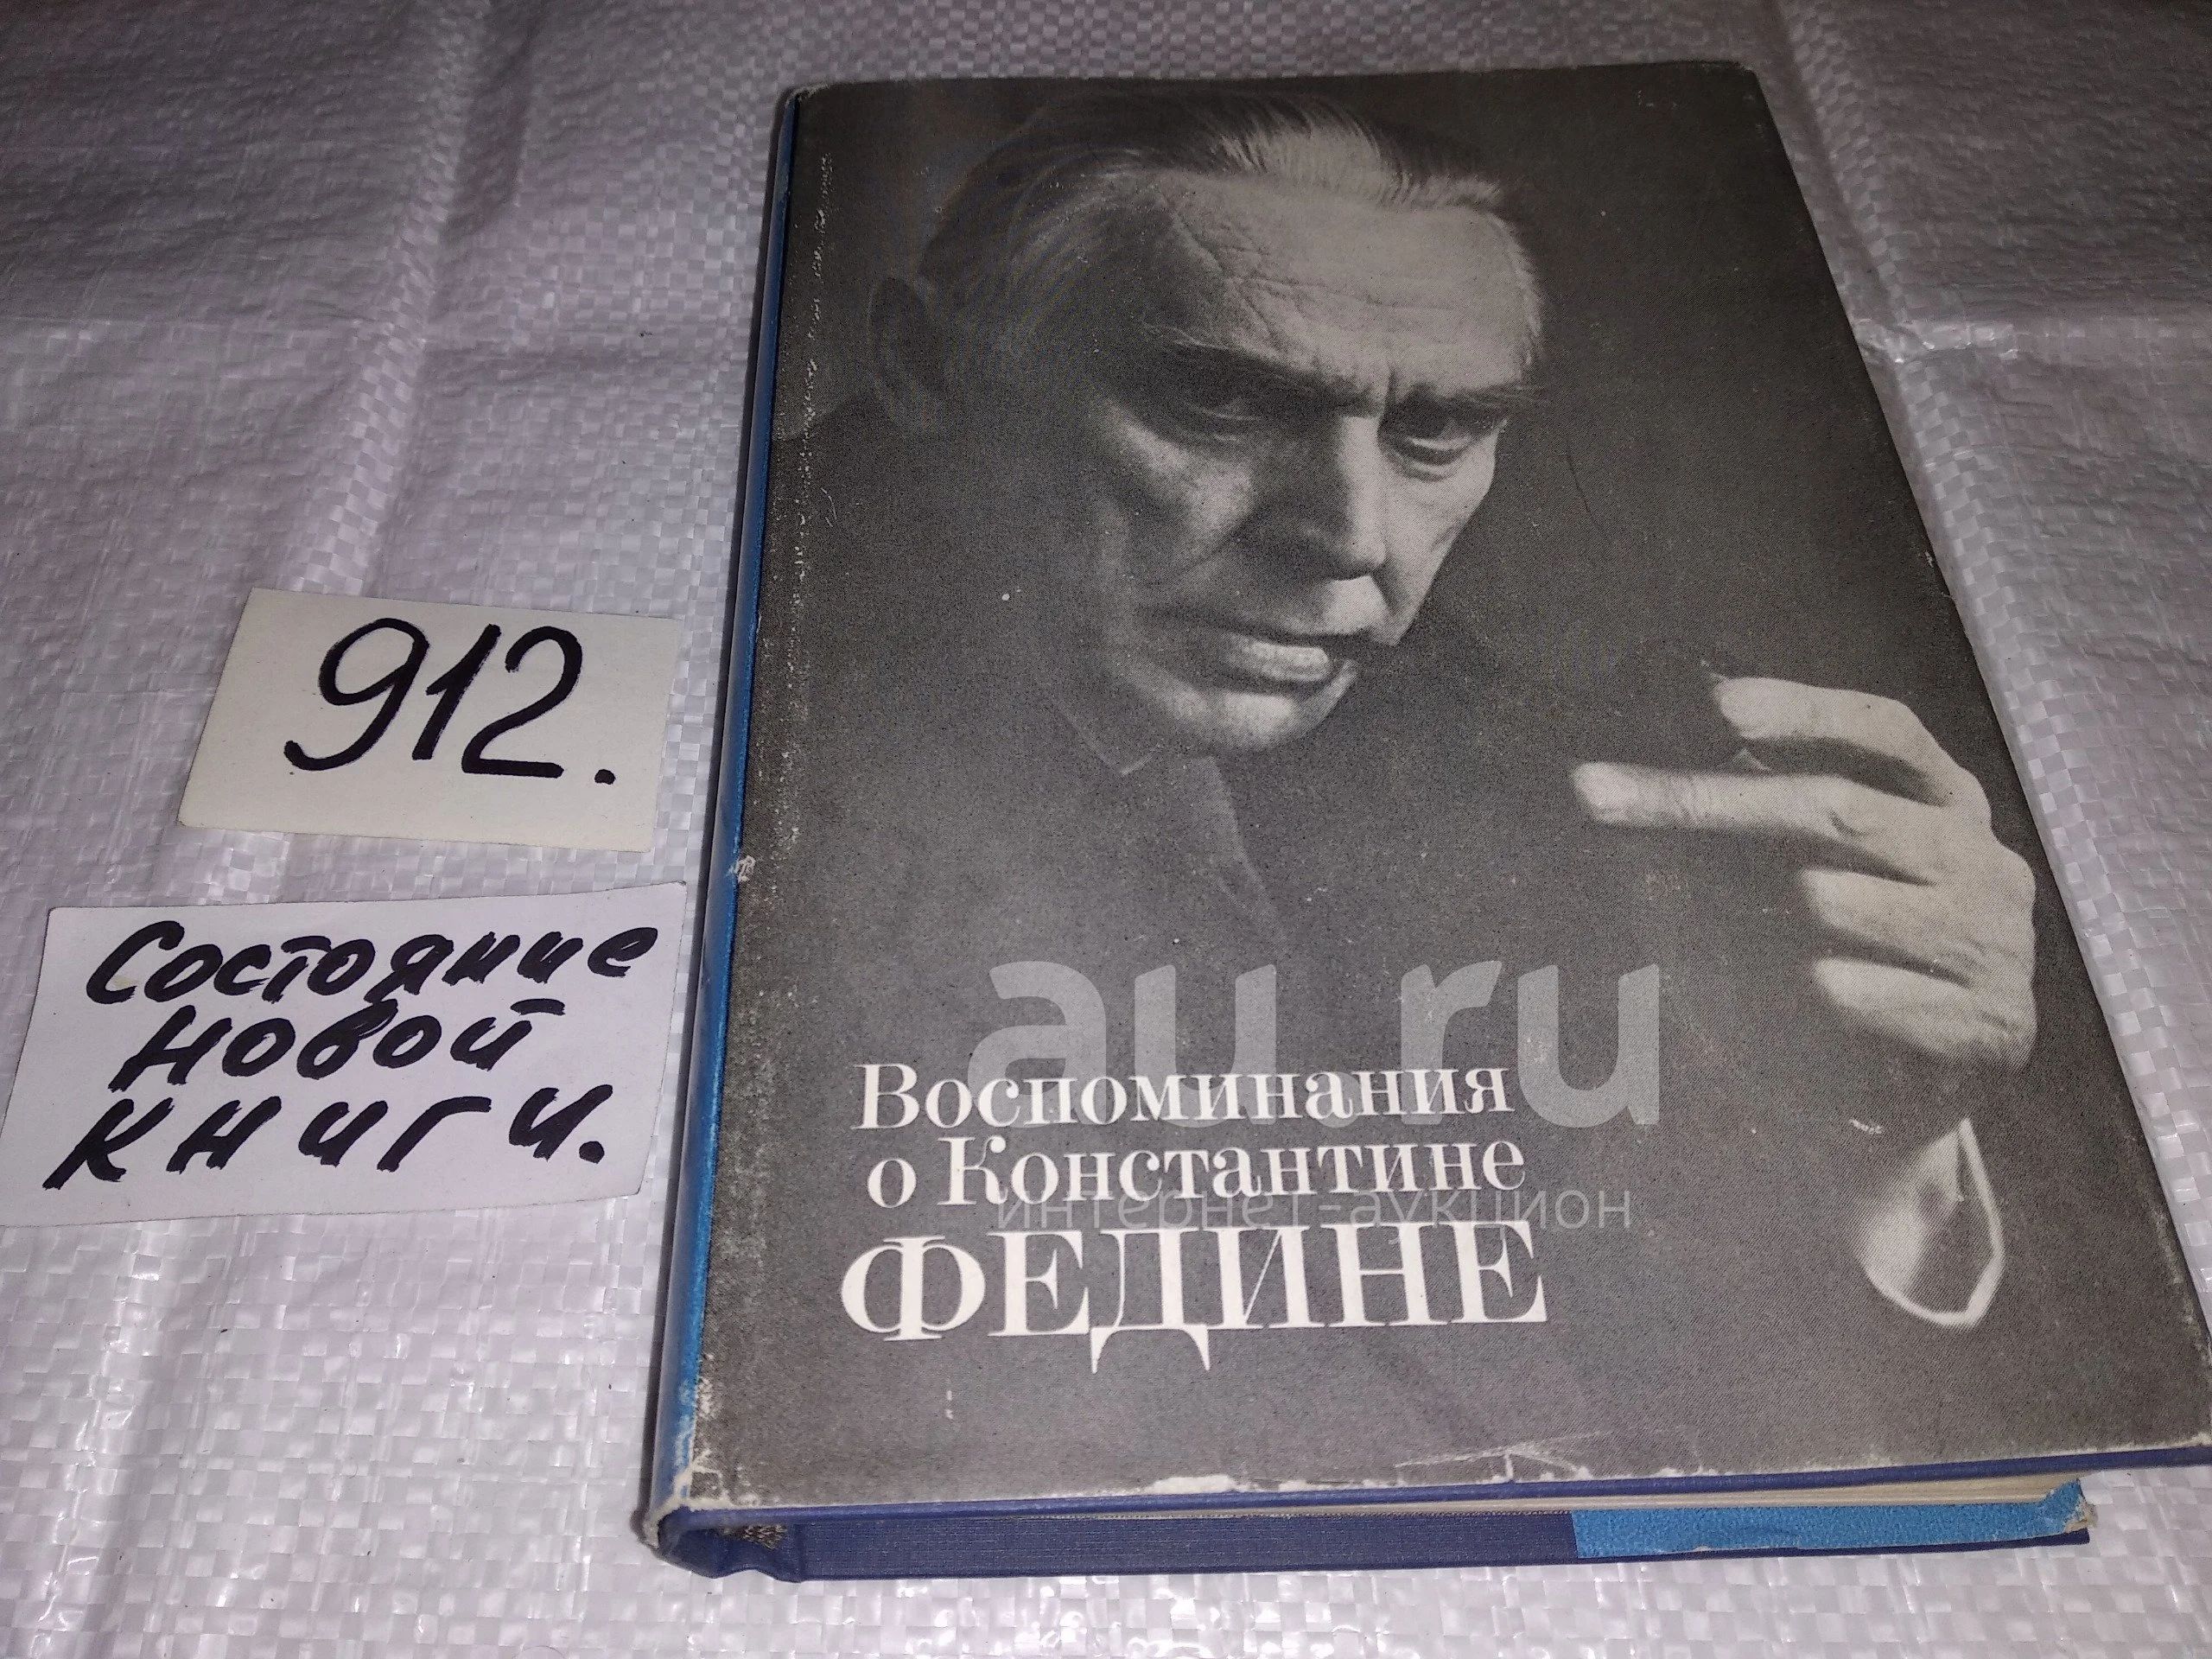 912.
Состояние
новой
книги.
au.ru
Воспоминания
о Константине
интернет-аукцион
ФЕДИНЕ